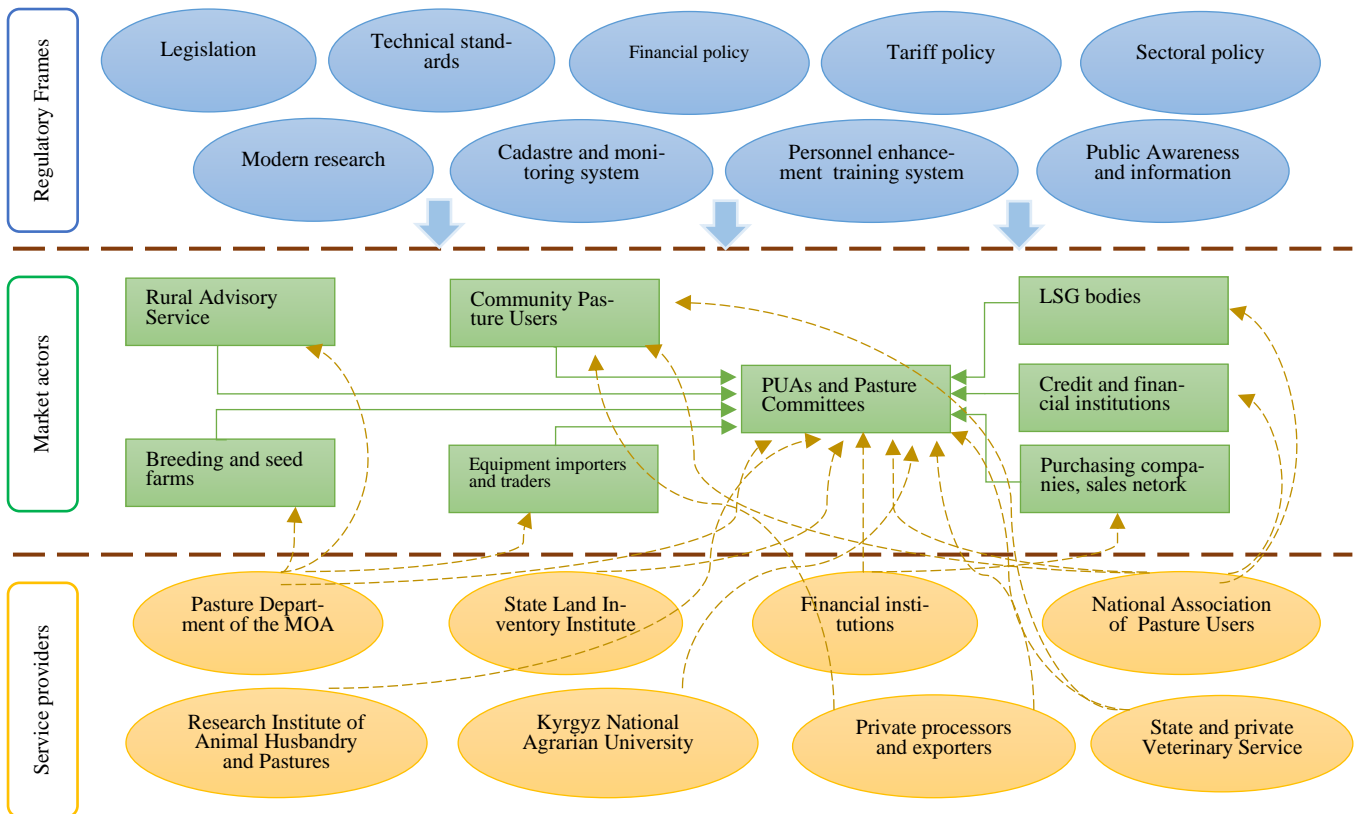 Regulatory Frames
Legislation
Technical stand-
ards
Financial policy
Tariff policy
Sectoral policy
Modern research
Cadastre and moni-
toring system
Personnel enhance-
ment training system
Public Awareness
and information
Market actors
Rural Advisory
Service
Community Pas-
ture Users
LSG bodies
PUAs and Pasture
Committees
Credit and finan-
cial institutions
Breeding and seed
farms
Equipment importers
and traders
Purchasing compa-
nies, sales netork
Service providers
Pasture Depart-
ment of the MOA
State Land In-
ventory Institute
Financial insti-
tutions
National Association
of Pasture Users
Research Institute of
Animal Husbandry
and Pastures
Kyrgyz National
Agrarian University
Private processors
and exporters
State and private
Veterinary Service